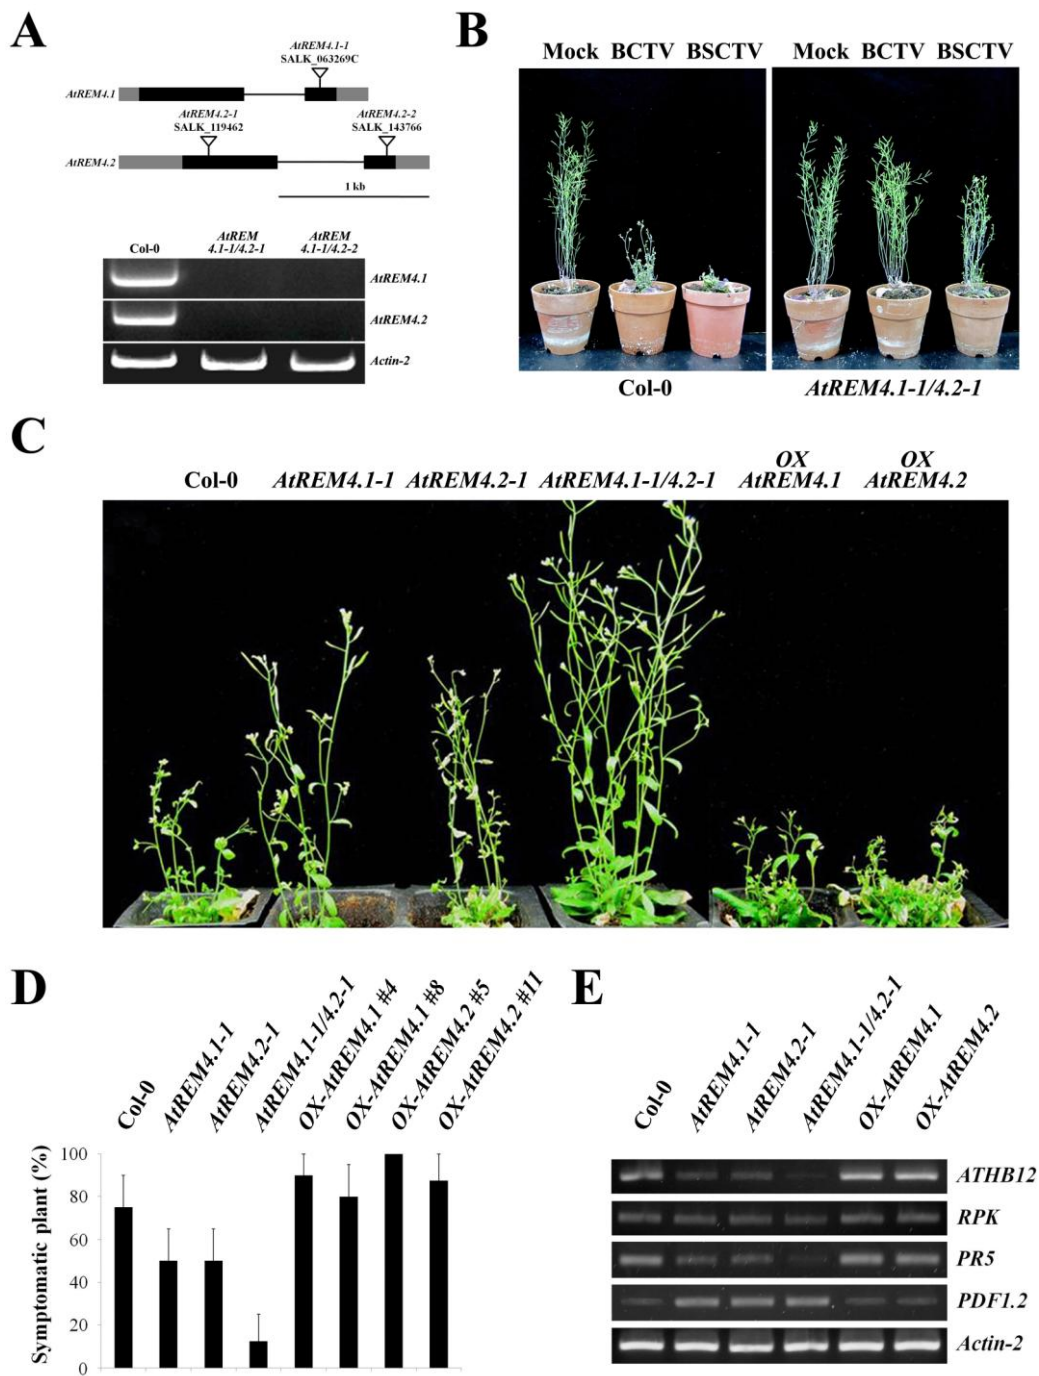 A
AtREM4.1-1
SALK_063269C
AtREM4.1
AtREM4.2-1
SALK_119462
AtREM4.2-2
SALK_143766
AtREM4.2
1 kb
Col-0
AtREM
4.1-1/4.2-1
AtREM
4.1-1/4.2-2
AtREM4.1
AtREM4.2
Actin-2
B
Mock BCTV BSCTV
Mock BCTV BSCTV
Col-0
AtREM4.1-1/4.2-1
C
Col-0
AtREM4.1-1
AtREM4.2-1
AtREM4.1-1/4.2-1
OX
AtREM4.1
OX
AtREM4.2
D
Col-0
AtREM4.1-1
AtREM4.2-1
AtREM4.1-1/4.2-1
OX-AtREM4.1 #4
OX-AtREM4.1 #8
OX-AtREM4.2 #5
OX-AtREM4.2 #11
Symptomatic plant (%)
100
80
60
40
20
0
E
Col-0
AtREM4.1-1
AtREM4.2-1
AtREM4.1-1/4.2-1
OX-AtREM4.1
OX-AtREM4.2
ATHB12
RPK
PR5
PDF1.2
Actin-2